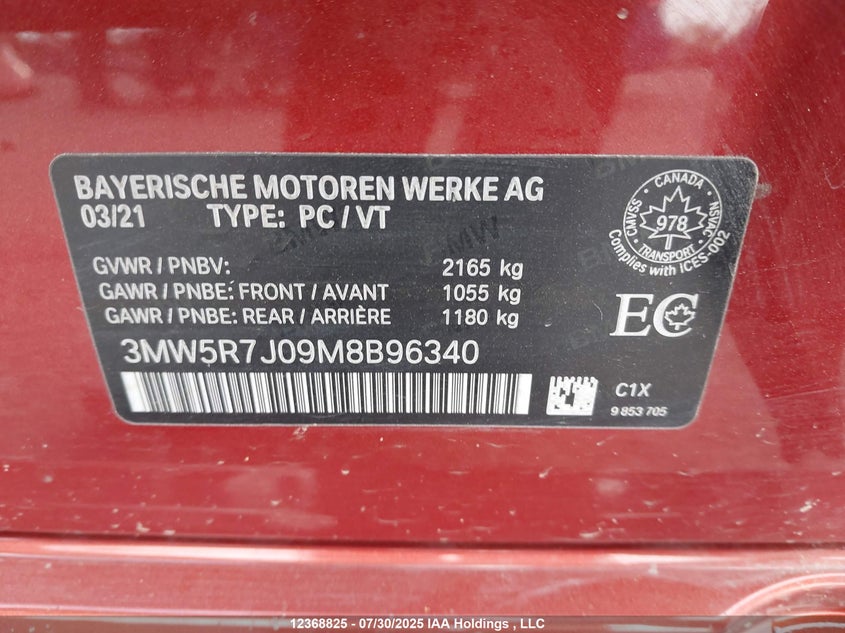 BAYERISCHE MOTOREN WERKE AG
03/21 TYPE: PC / VT
GVWR / PNBV: 2165 kg
GAWR / PNBE: FRONT / AVANT 1055 kg
GAWR / PNBE: REAR / ARRIÈRE 1180 kg
3MW5R7J09M8B96340
CANADA
CMVSS 978 NSVAC
TRANSPORT
Complies with ICES-002
EC
C1X
9 853 705
12368825 - 07/30/2025 IAA Holdings , LLC